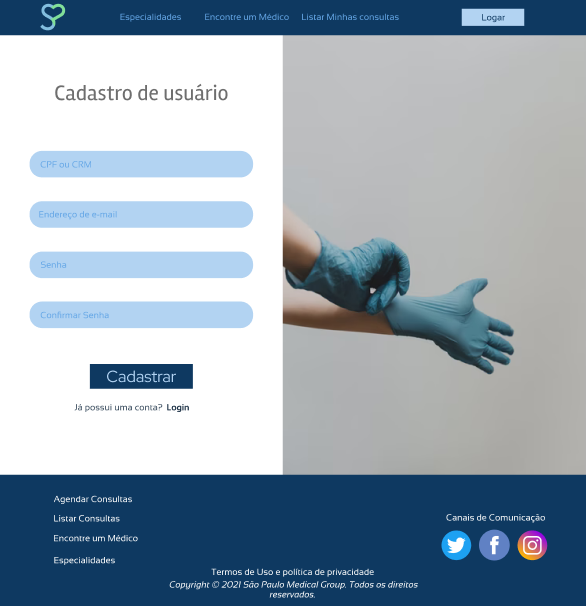 Especialidades Encontre um Médico Listar Minhas consultas Logar
Cadastro de usuário
CPF ou CRM
Endereço de e-mail
Senha
Confirmar Senha
Cadastrar
Já possui uma conta? Login
Agendar Consultas
Listar Consultas
Encontre um Médico
Especialidades
Canais de Comunicação
Termos de Uso e política de privacidade
Copyright © 2021 São Paulo Medical Group. Todos os direitos
reservados.